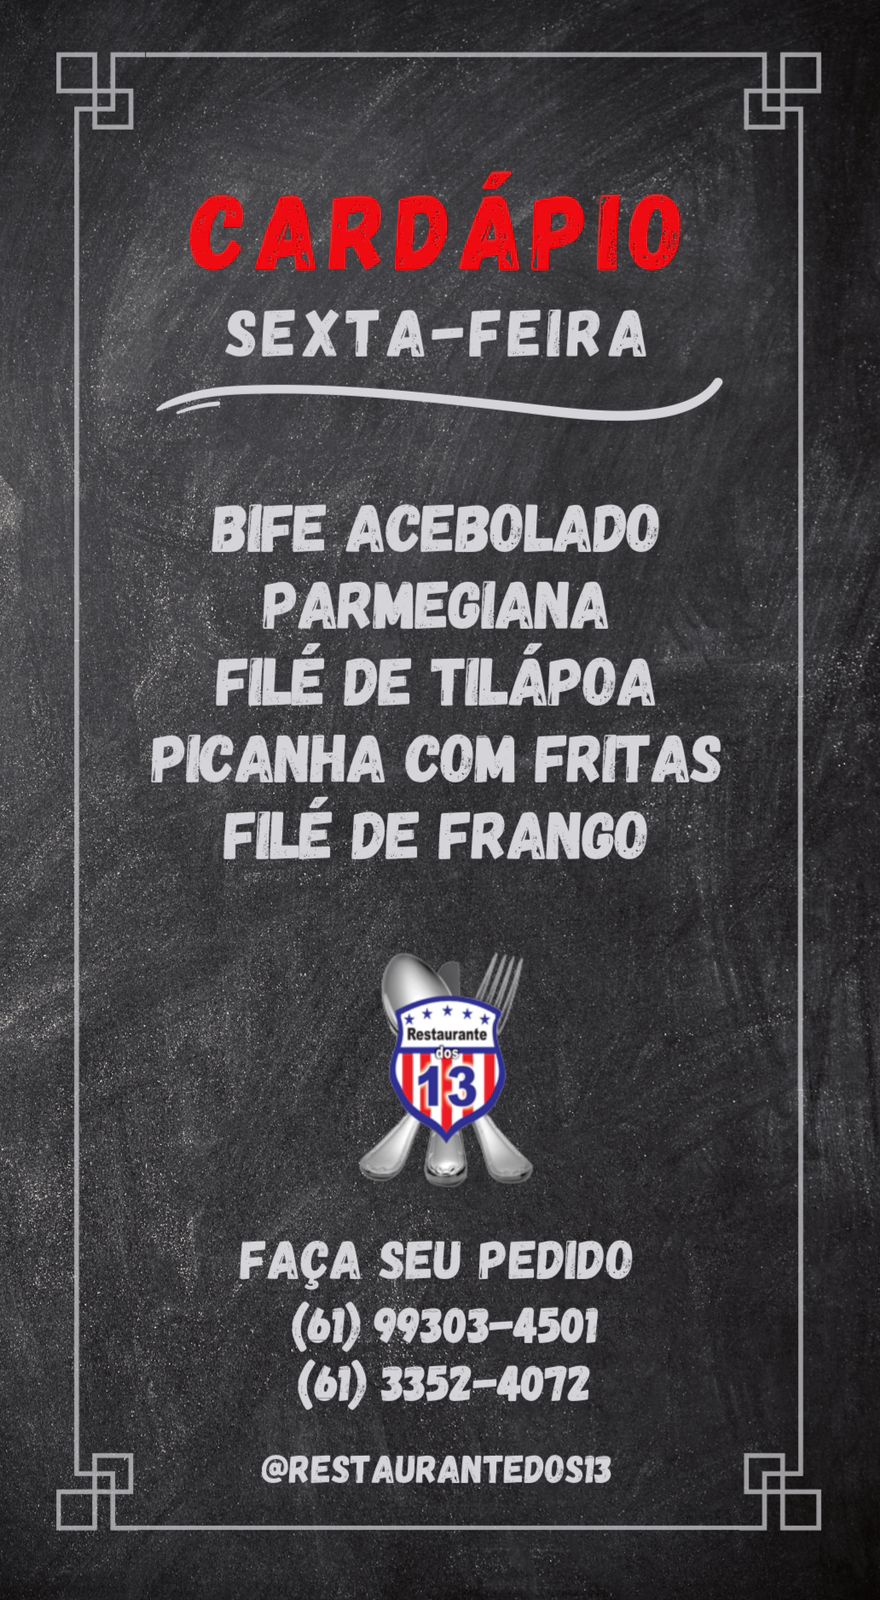 CARDÁPIO
SEXTA-FEIRA
BIFE ACEBOLADO
PARMEGIANA
FILÉ DE TILÁPOA
PICANHA COM FRITAS
FILÉ DE FRANGO
Restaurante
dos
13
FAÇA SEU PEDIDO
(61) 99303-4501
(61) 3352-4072
@RESTAURANTEDOS13